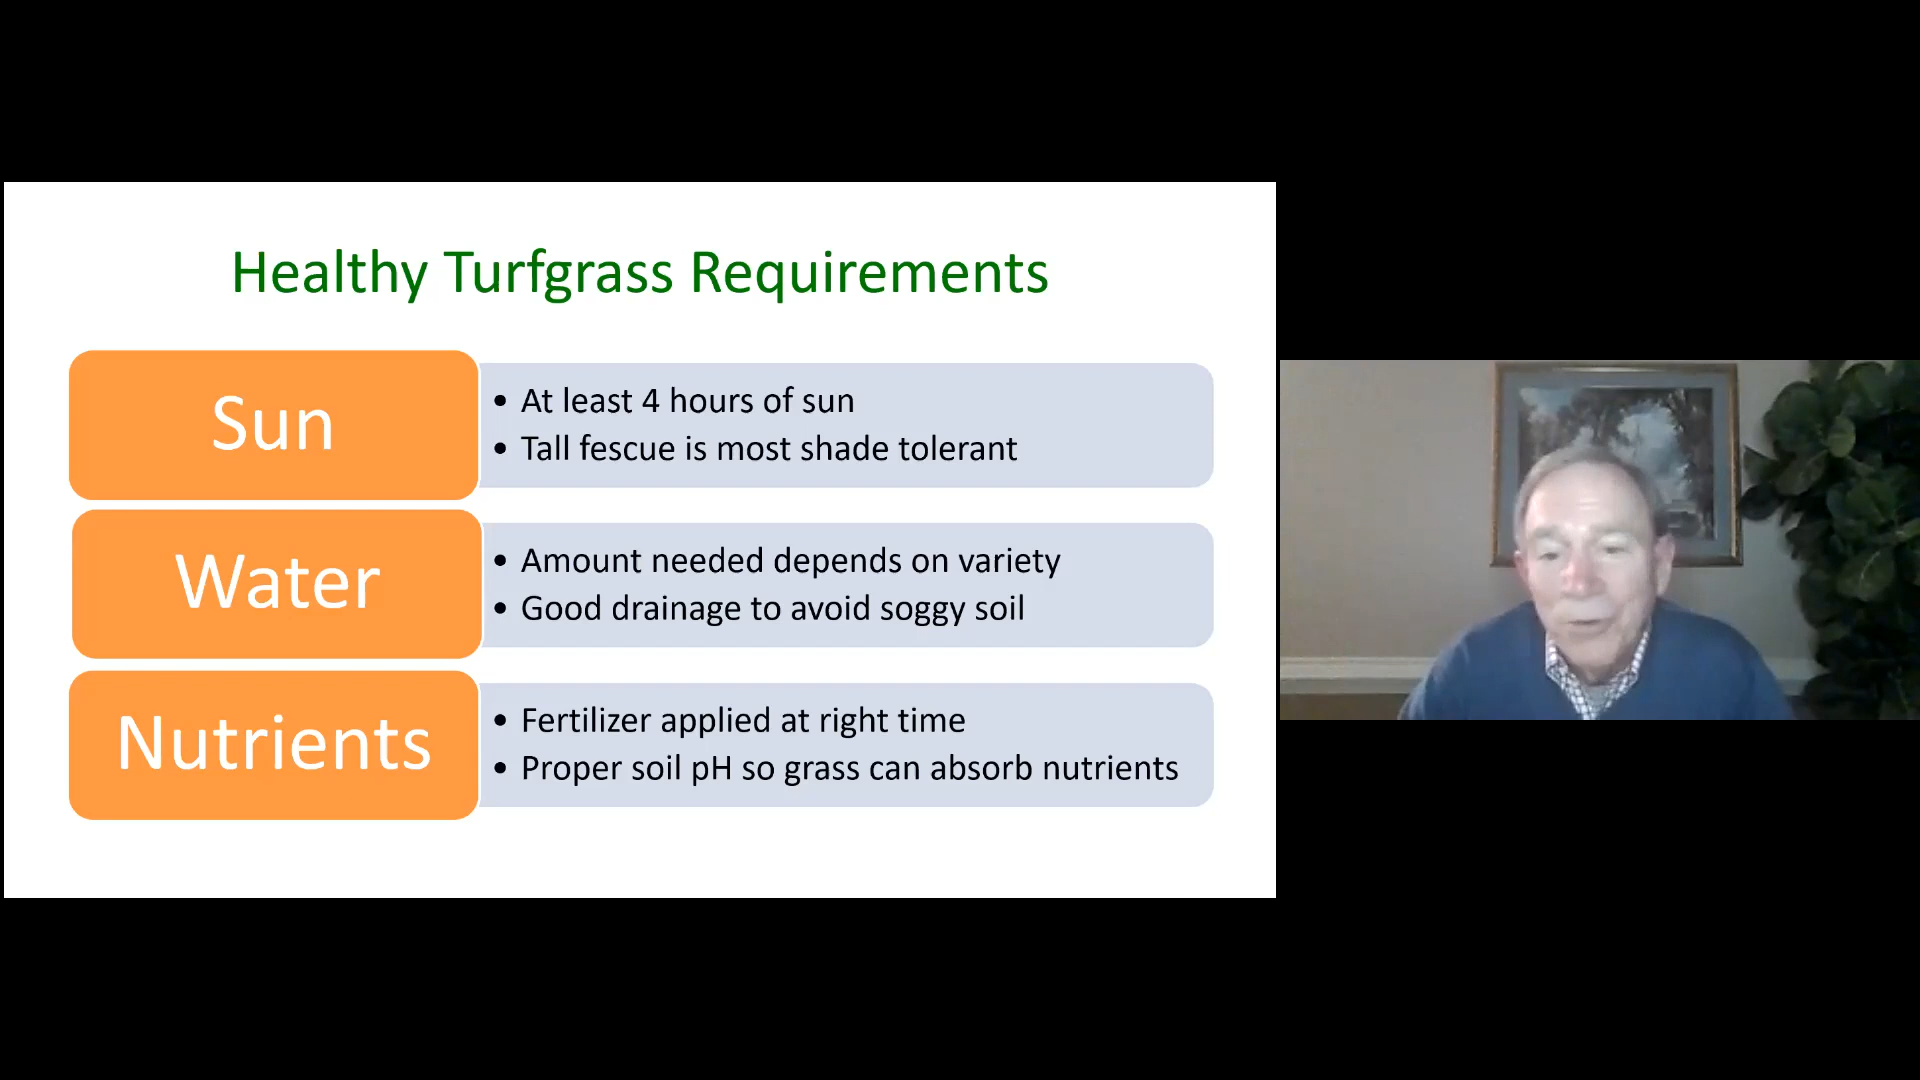 Healthy Turfgrass Requirements
Sun
• At least 4 hours of sun
• Tall fescue is most shade tolerant
Water
• Amount needed depends on variety
• Good drainage to avoid soggy soil
Nutrients
• Fertilizer applied at right time
• Proper soil pH so grass can absorb nutrients